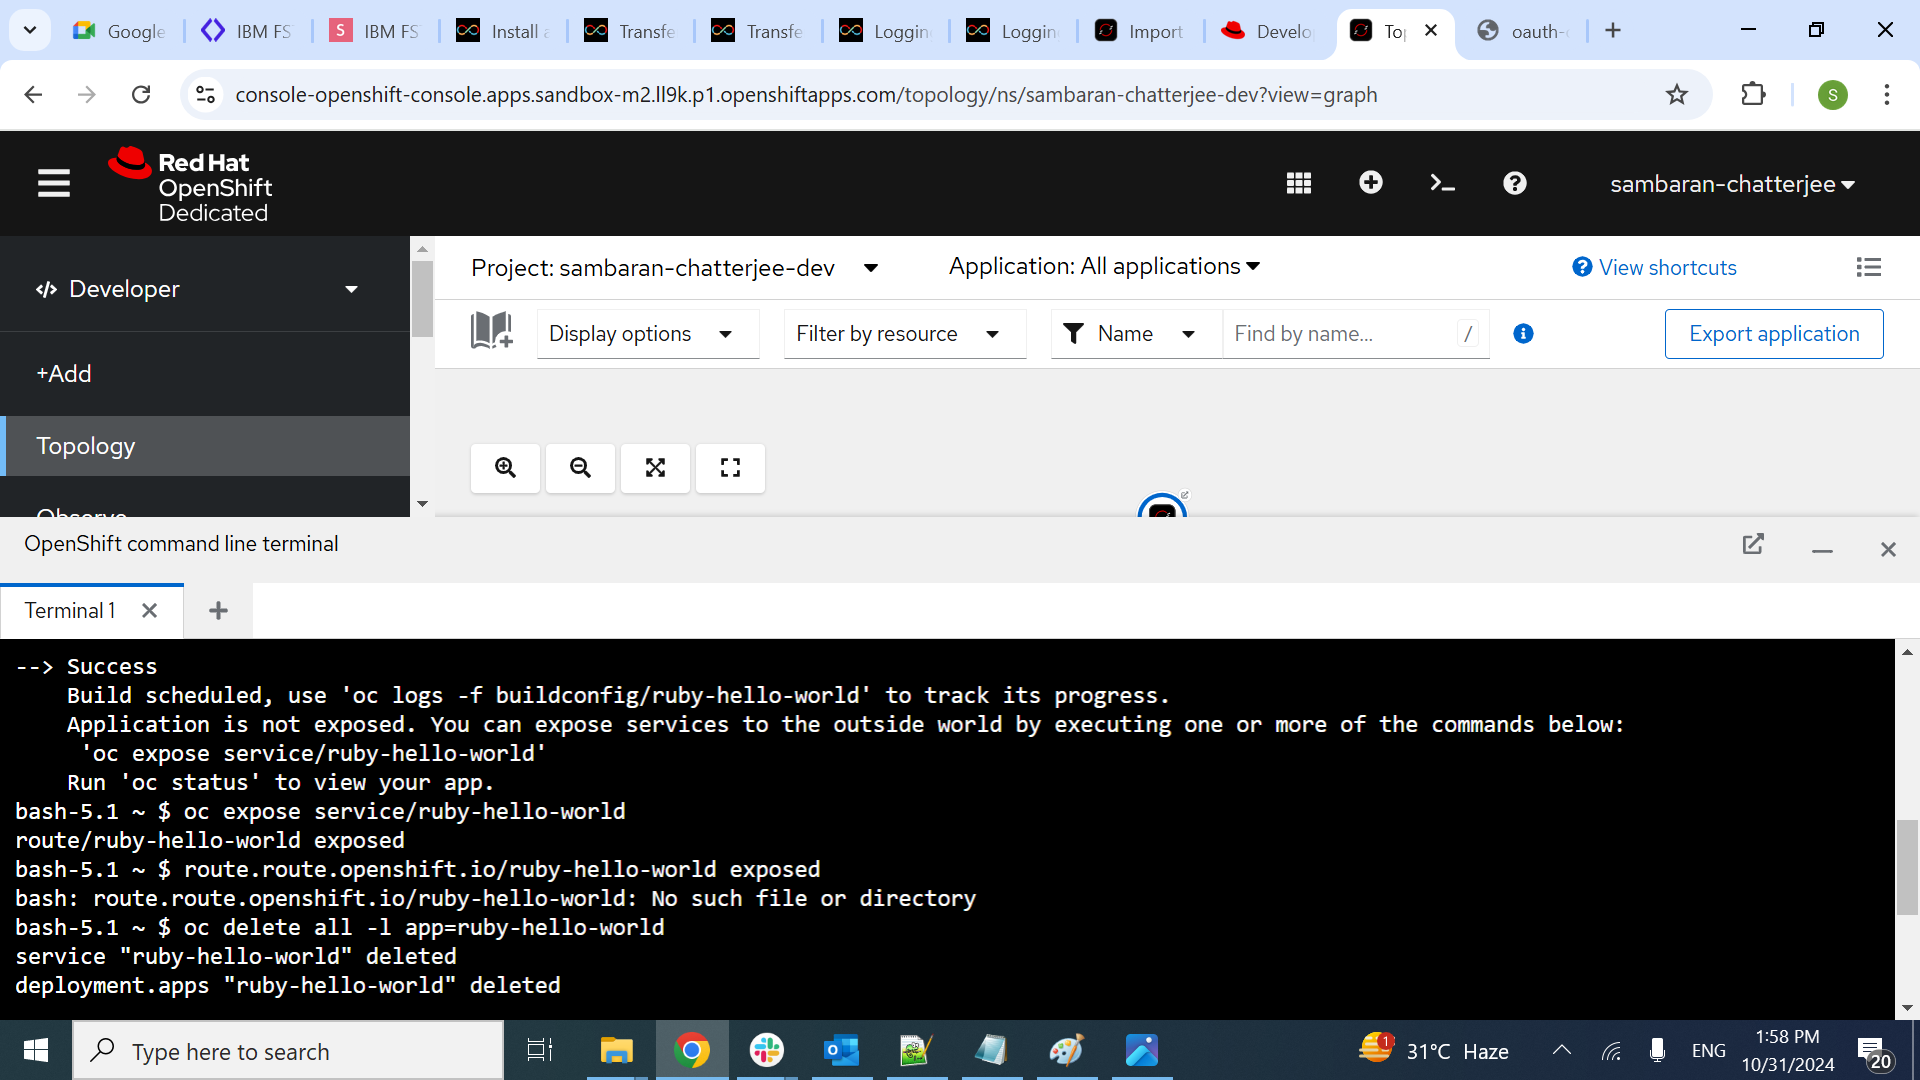 Google
IBM FS
IBM FS
Install a
Transfe
Transfe
Loggin
Loggin
Import
Develo
To
oauth-
console-openshift-console.apps.sandbox-m2.ll9k.p1.openshiftapps.com/topology/ns/sambaran-chatterjee-dev?view=graph
S
Red Hat
OpenShift
Dedicated
sambaran-chatterjee
Developer
+Add
Topology
Observe
Project: sambaran-chatterjee-dev
Application: All applications
View shortcuts
Display options
Filter by resource
Name
Find by name...
/
Export application
OpenShift command line terminal
Terminal 1
--> Success
Build scheduled, use 'oc logs -f buildconfig/ruby-hello-world' to track its progress.
Application is not exposed. You can expose services to the outside world by executing one or more of the commands below:
'oc expose service/ruby-hello-world'
Run 'oc status' to view your app.
bash-5.1 ~ $ oc expose service/ruby-hello-world
route/ruby-hello-world exposed
bash-5.1 ~ $ route.route.openshift.io/ruby-hello-world exposed
bash: route.route.openshift.io/ruby-hello-world: No such file or directory
bash-5.1 ~ $ oc delete all -l app=ruby-hello-world
service "ruby-hello-world" deleted
deployment.apps "ruby-hello-world" deleted
Type here to search
1
31°C Haze
ENG
1:58 PM
10/31/2024
20